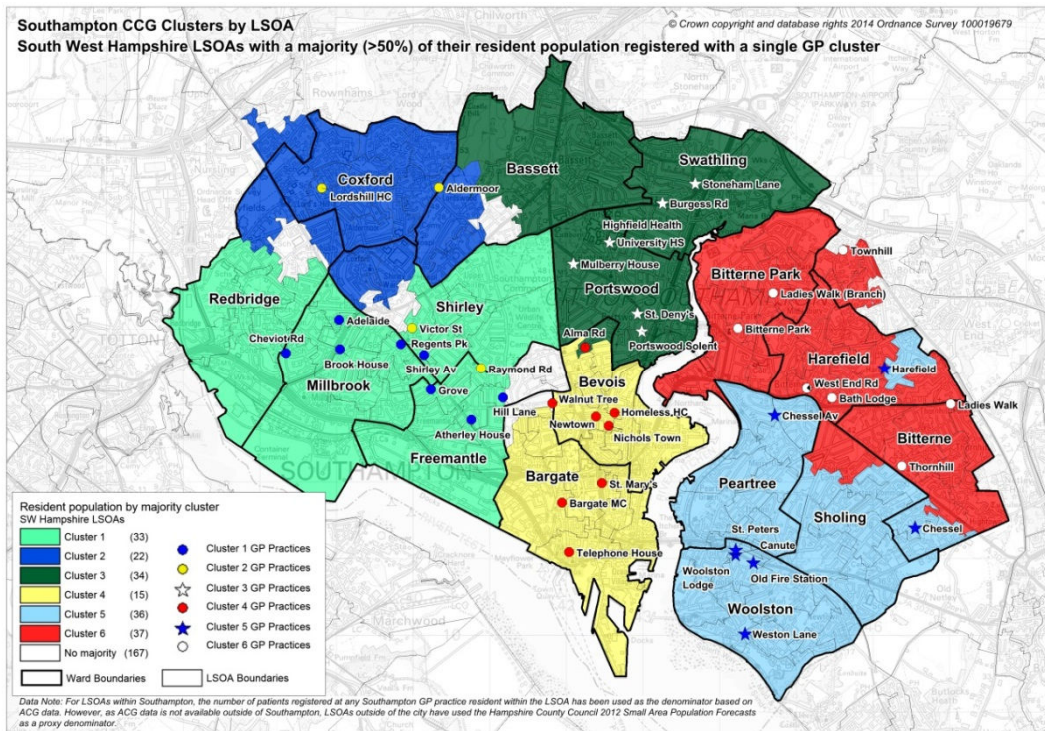 Southampton CCG Clusters by LSOA
© Crown copyright and database rights 2014 Ordnance Survey 100019679
South West Hampshire LSOAs with a majority (>50%) of their resident population registered with a single GP cluster
Rownhams
Bassett
Swathling
Coxford
Lordshill HC
Aldermoor
Stoneham Lane
Burgess Rd
Highfield Health
University HS
Mulberry House
Portswood
St. Deny's
Portswood Solent
Townhill
Bitterne Park
Ladies Walk (Branch)
Bitterne Park
Redbridge
Shirley
Adelaide
Victor St
Cheviot Rd
Regents Pk
Brook House
Shirley Av
Raymond Rd
Millbrook
Grove
Hill Lane
Atherley House
Freemantle
Alma Rd
Bevois
Walnut Tree
Homeless HC
Newtown
Nichols Town
Harefield
Harefield
West End Rd
Bath Lodge
Ladies Walk
Chessel Av
Bitterne
Thornhill
SOUTHAMPTON
Bargate
St. Mary's
Bargate MC
Telephone House
Peartree
Sholing
Chessel
St. Peters
Canute
Woolston
Lodge
Old Fire Station
Woolston
Weston Lane
Marchwood
Resident population by majority cluster
SW Hampshire LSOAs
Cluster 1 (33)
Cluster 2 (22)
Cluster 3 (34)
Cluster 4 (15)
Cluster 5 (36)
Cluster 6 (37)
No majority (167)
Cluster 1 GP Practices
Cluster 2 GP Practices
Cluster 3 GP Practices
Cluster 4 GP Practices
Cluster 5 GP Practices
Cluster 6 GP Practices
Ward Boundaries
LSOA Boundaries
Data Note: For LSOAs within Southampton, the number of patients registered at any Southampton GP practice resident within the LSOA has been used as the denominator based on
ACG data. However, as ACG data is not available outside of Southampton, LSOAs outside of the city have used the Hampshire County Council 2012 Small Area Population Forecasts
as a proxy denominator.